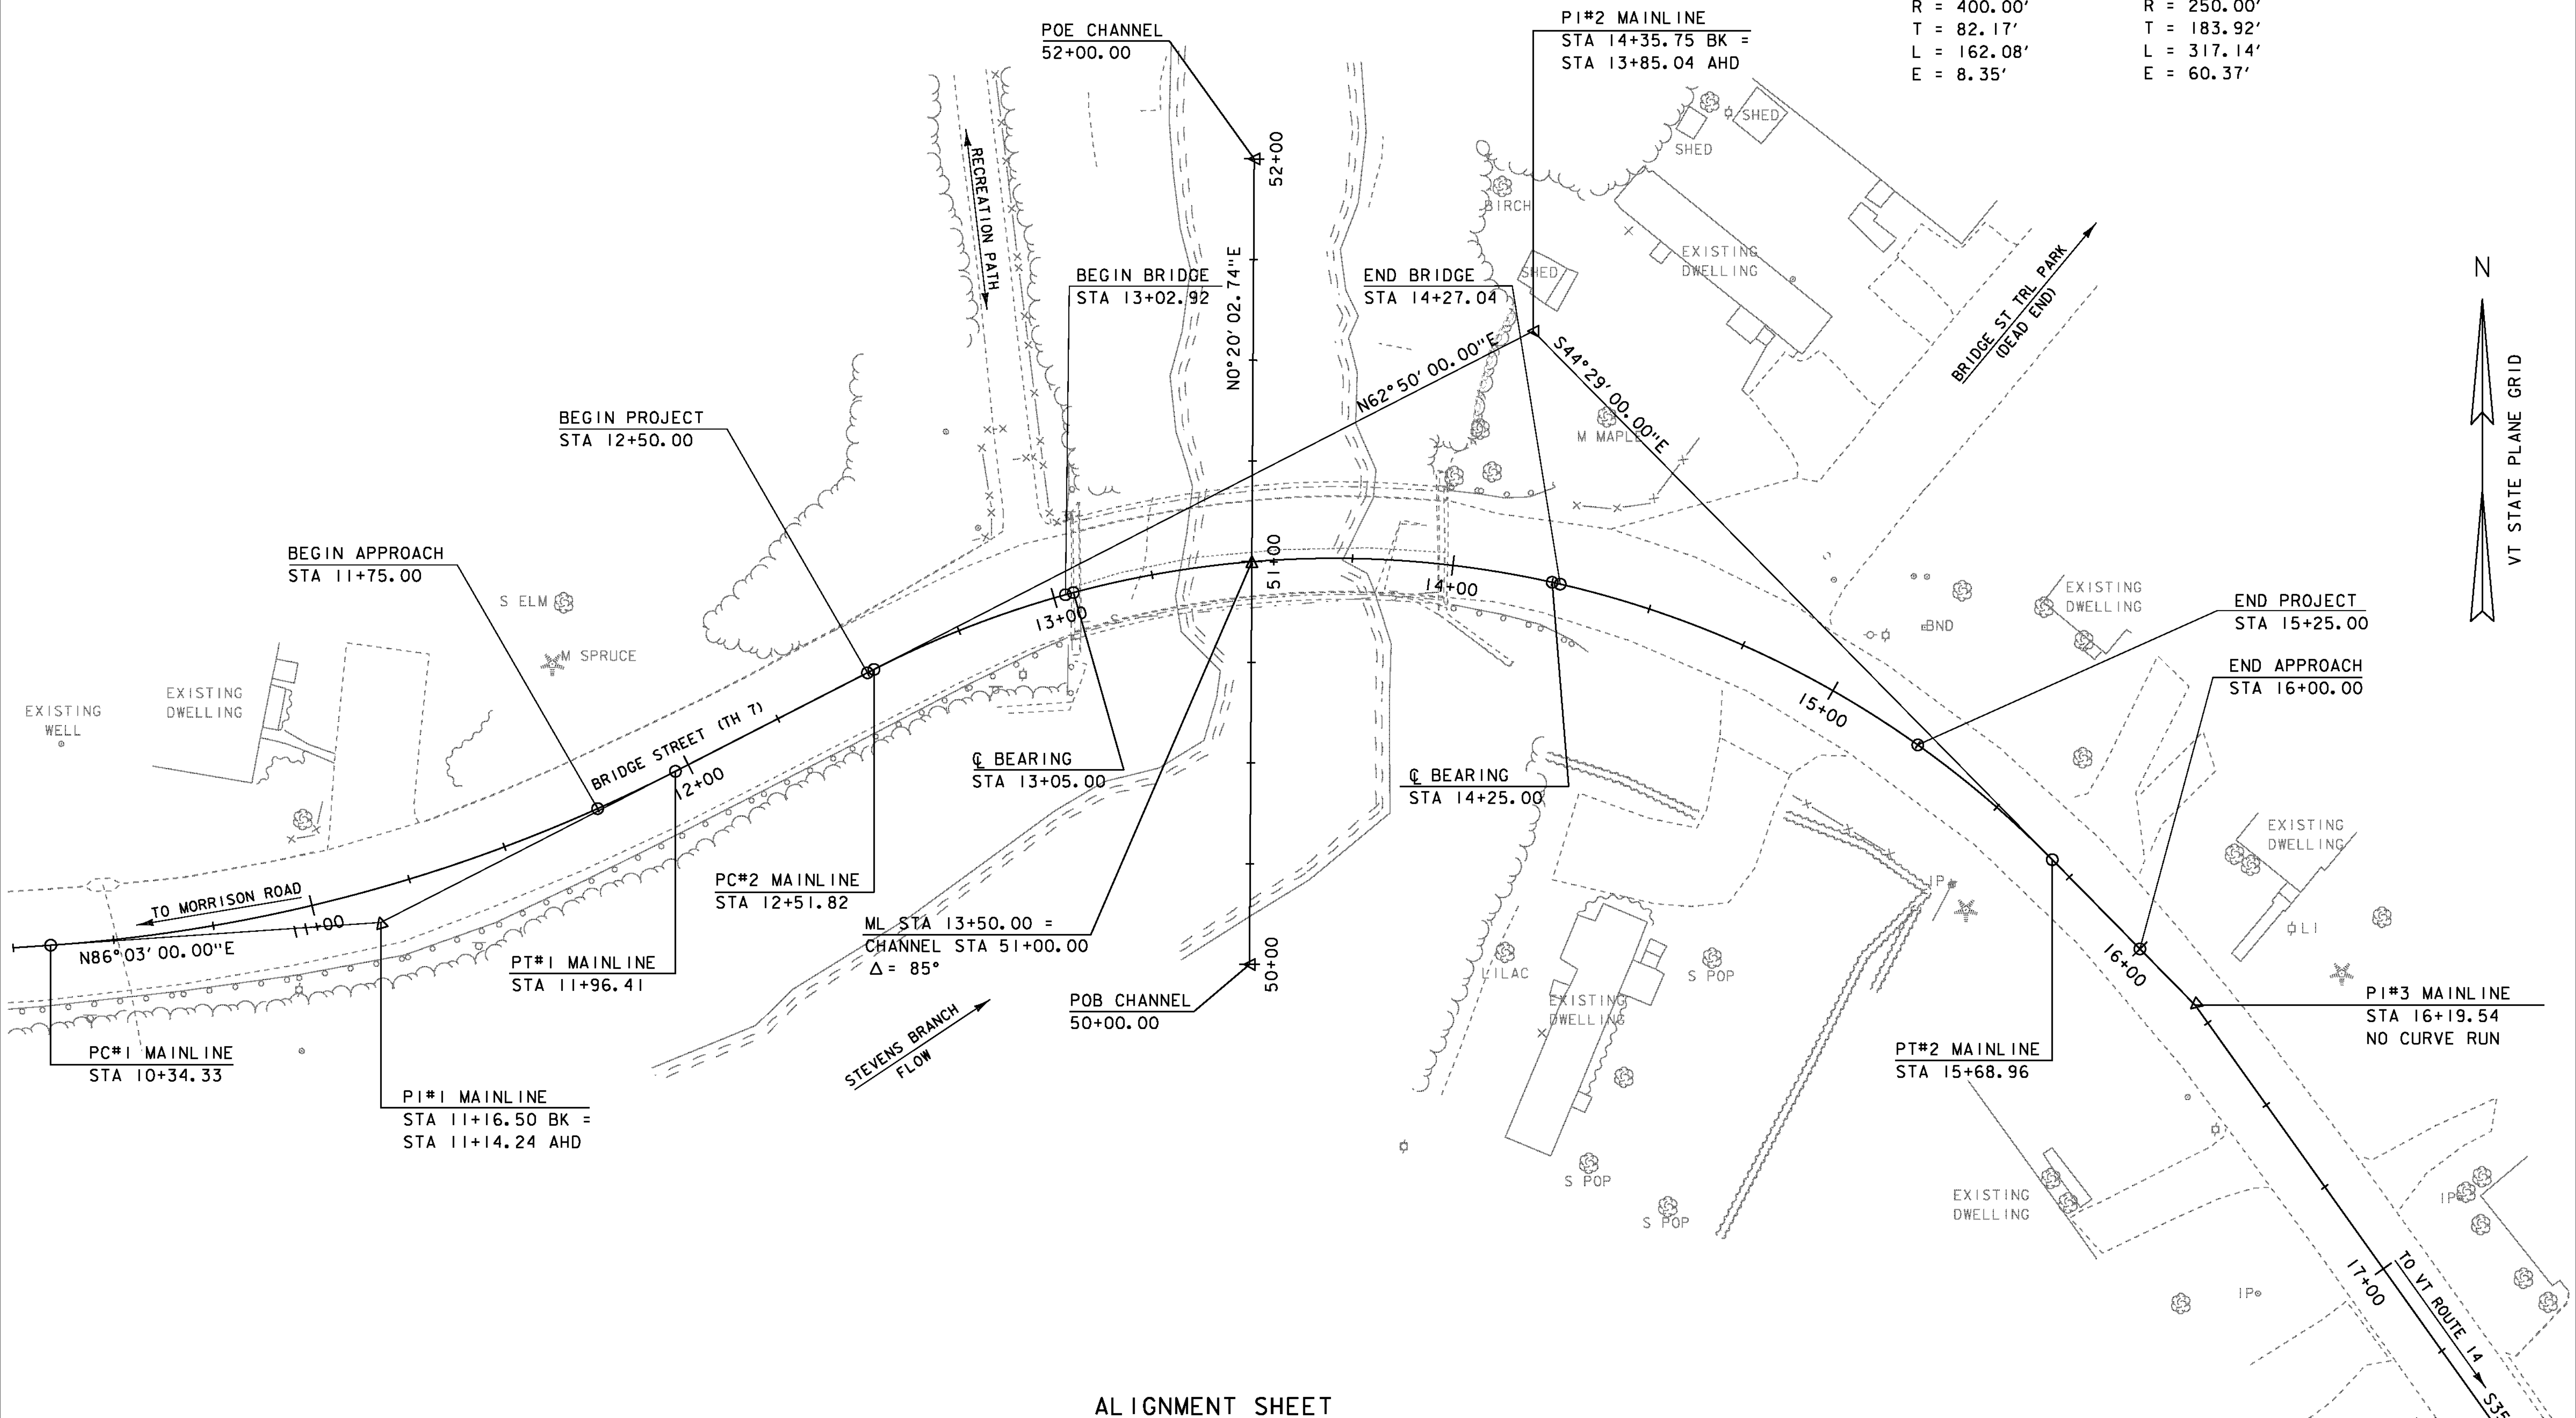 POE CHANNEL
52+00.00
PI#2 MAINLINE
STA 14+35.75 BK =
STA 13+85.04 AHD
R = 400.00'
T = 82.17'
L = 162.08'
E = 8.35'
R = 250.00'
T = 183.92'
L = 317.14'
E = 60.37'
SHED
SHED
52+00
RECREATION PATH
BIRCH
N0°20'02.74"E
BEGIN BRIDGE
STA 13+02.92
END BRIDGE
STA 14+27.04
SHED
EXISTING
DWELLING
BRIDGE ST TRL PARK
(DEAD END)
N
VT STATE PLANE GRID
N62°50'00.00"E
S44°29'00.00"E
M MAPLE
BEGIN PROJECT
STA 12+50.00
BEGIN APPROACH
STA 11+75.00
S ELM
M SPRUCE
51+00
13+00
14+00
EXISTING
DWELLING
BND
END PROJECT
STA 15+25.00
END APPROACH
STA 16+00.00
EXISTING
WELL
EXISTING
DWELLING
BRIDGE STREET (TH 7)
12+00
15+00
℄ BEARING
STA 13+05.00
℄ BEARING
STA 14+25.00
EXISTING
DWELLING
PC#2 MAINLINE
STA 12+51.82
IP
TO MORRISON ROAD
11+00
N86°03'00.00"E
ML STA 13+50.00 =
CHANNEL STA 51+00.00
Δ = 85°
PT#1 MAINLINE
STA 11+96.41
50+00
LILAC
S POP
LI
16+00
POB CHANNEL
50+00.00
EXISTING
DWELLING
PI#3 MAINLINE
STA 16+19.54
NO CURVE RUN
STEVENS BRANCH
FLOW
PC#1 MAINLINE
STA 10+34.33
PT#2 MAINLINE
STA 15+68.96
PI#1 MAINLINE
STA 11+16.50 BK =
STA 11+14.24 AHD
S POP
S POP
EXISTING
DWELLING
IP
IP
17+00
TO VT ROUTE 14
ALIGNMENT SHEET